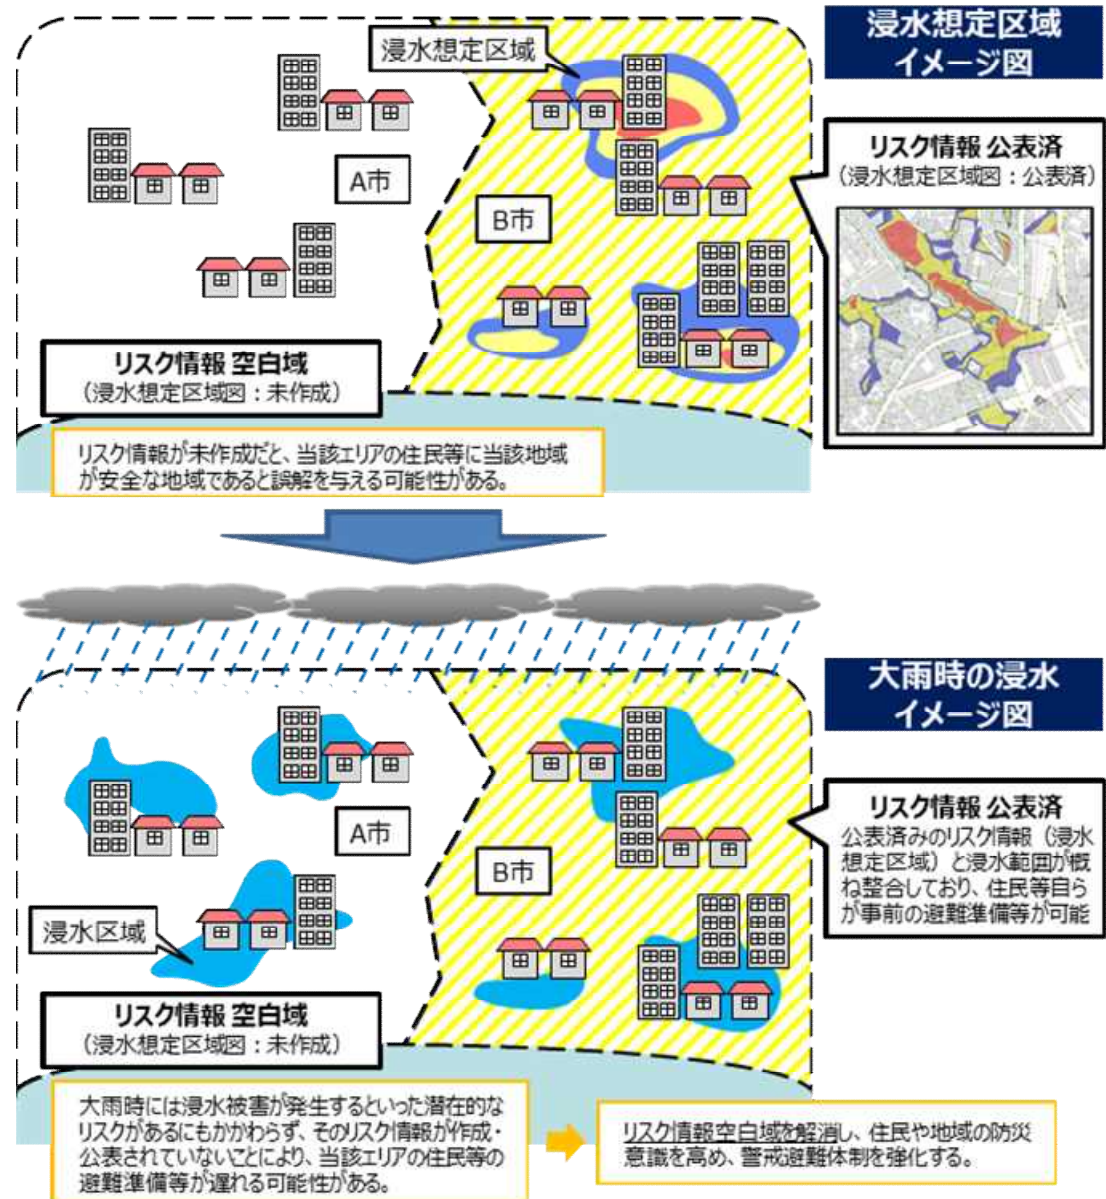 浸水想定区域
イメージ図
浸水想定区域
リスク情報 公表済
（浸水想定区域図：公表済）
A市
B市
リスク情報 空白域
（浸水想定区域図：未作成）
リスク情報が未作成だと、当該エリアの住民等に当該地域
が安全な地域であると誤解を与える可能性がある。
大雨時の浸水
イメージ図
リスク情報 公表済
公表済みのリスク情報（浸水
想定区域）と浸水範囲が概
ね整合しており、住民等自ら
が事前の避難準備等が可能
A市
B市
浸水区域
リスク情報 空白域
（浸水想定区域図：未作成）
大雨時には浸水被害が発生するといった潜在的な
リスクがあるにもかかわらず、そのリスク情報が作成・
公表されていないことにより、当該エリアの住民等の
避難準備等が遅れる可能性がある。
リスク情報空白域を解消し、住民や地域の防災
意識を高め、警戒避難体制を強化する。